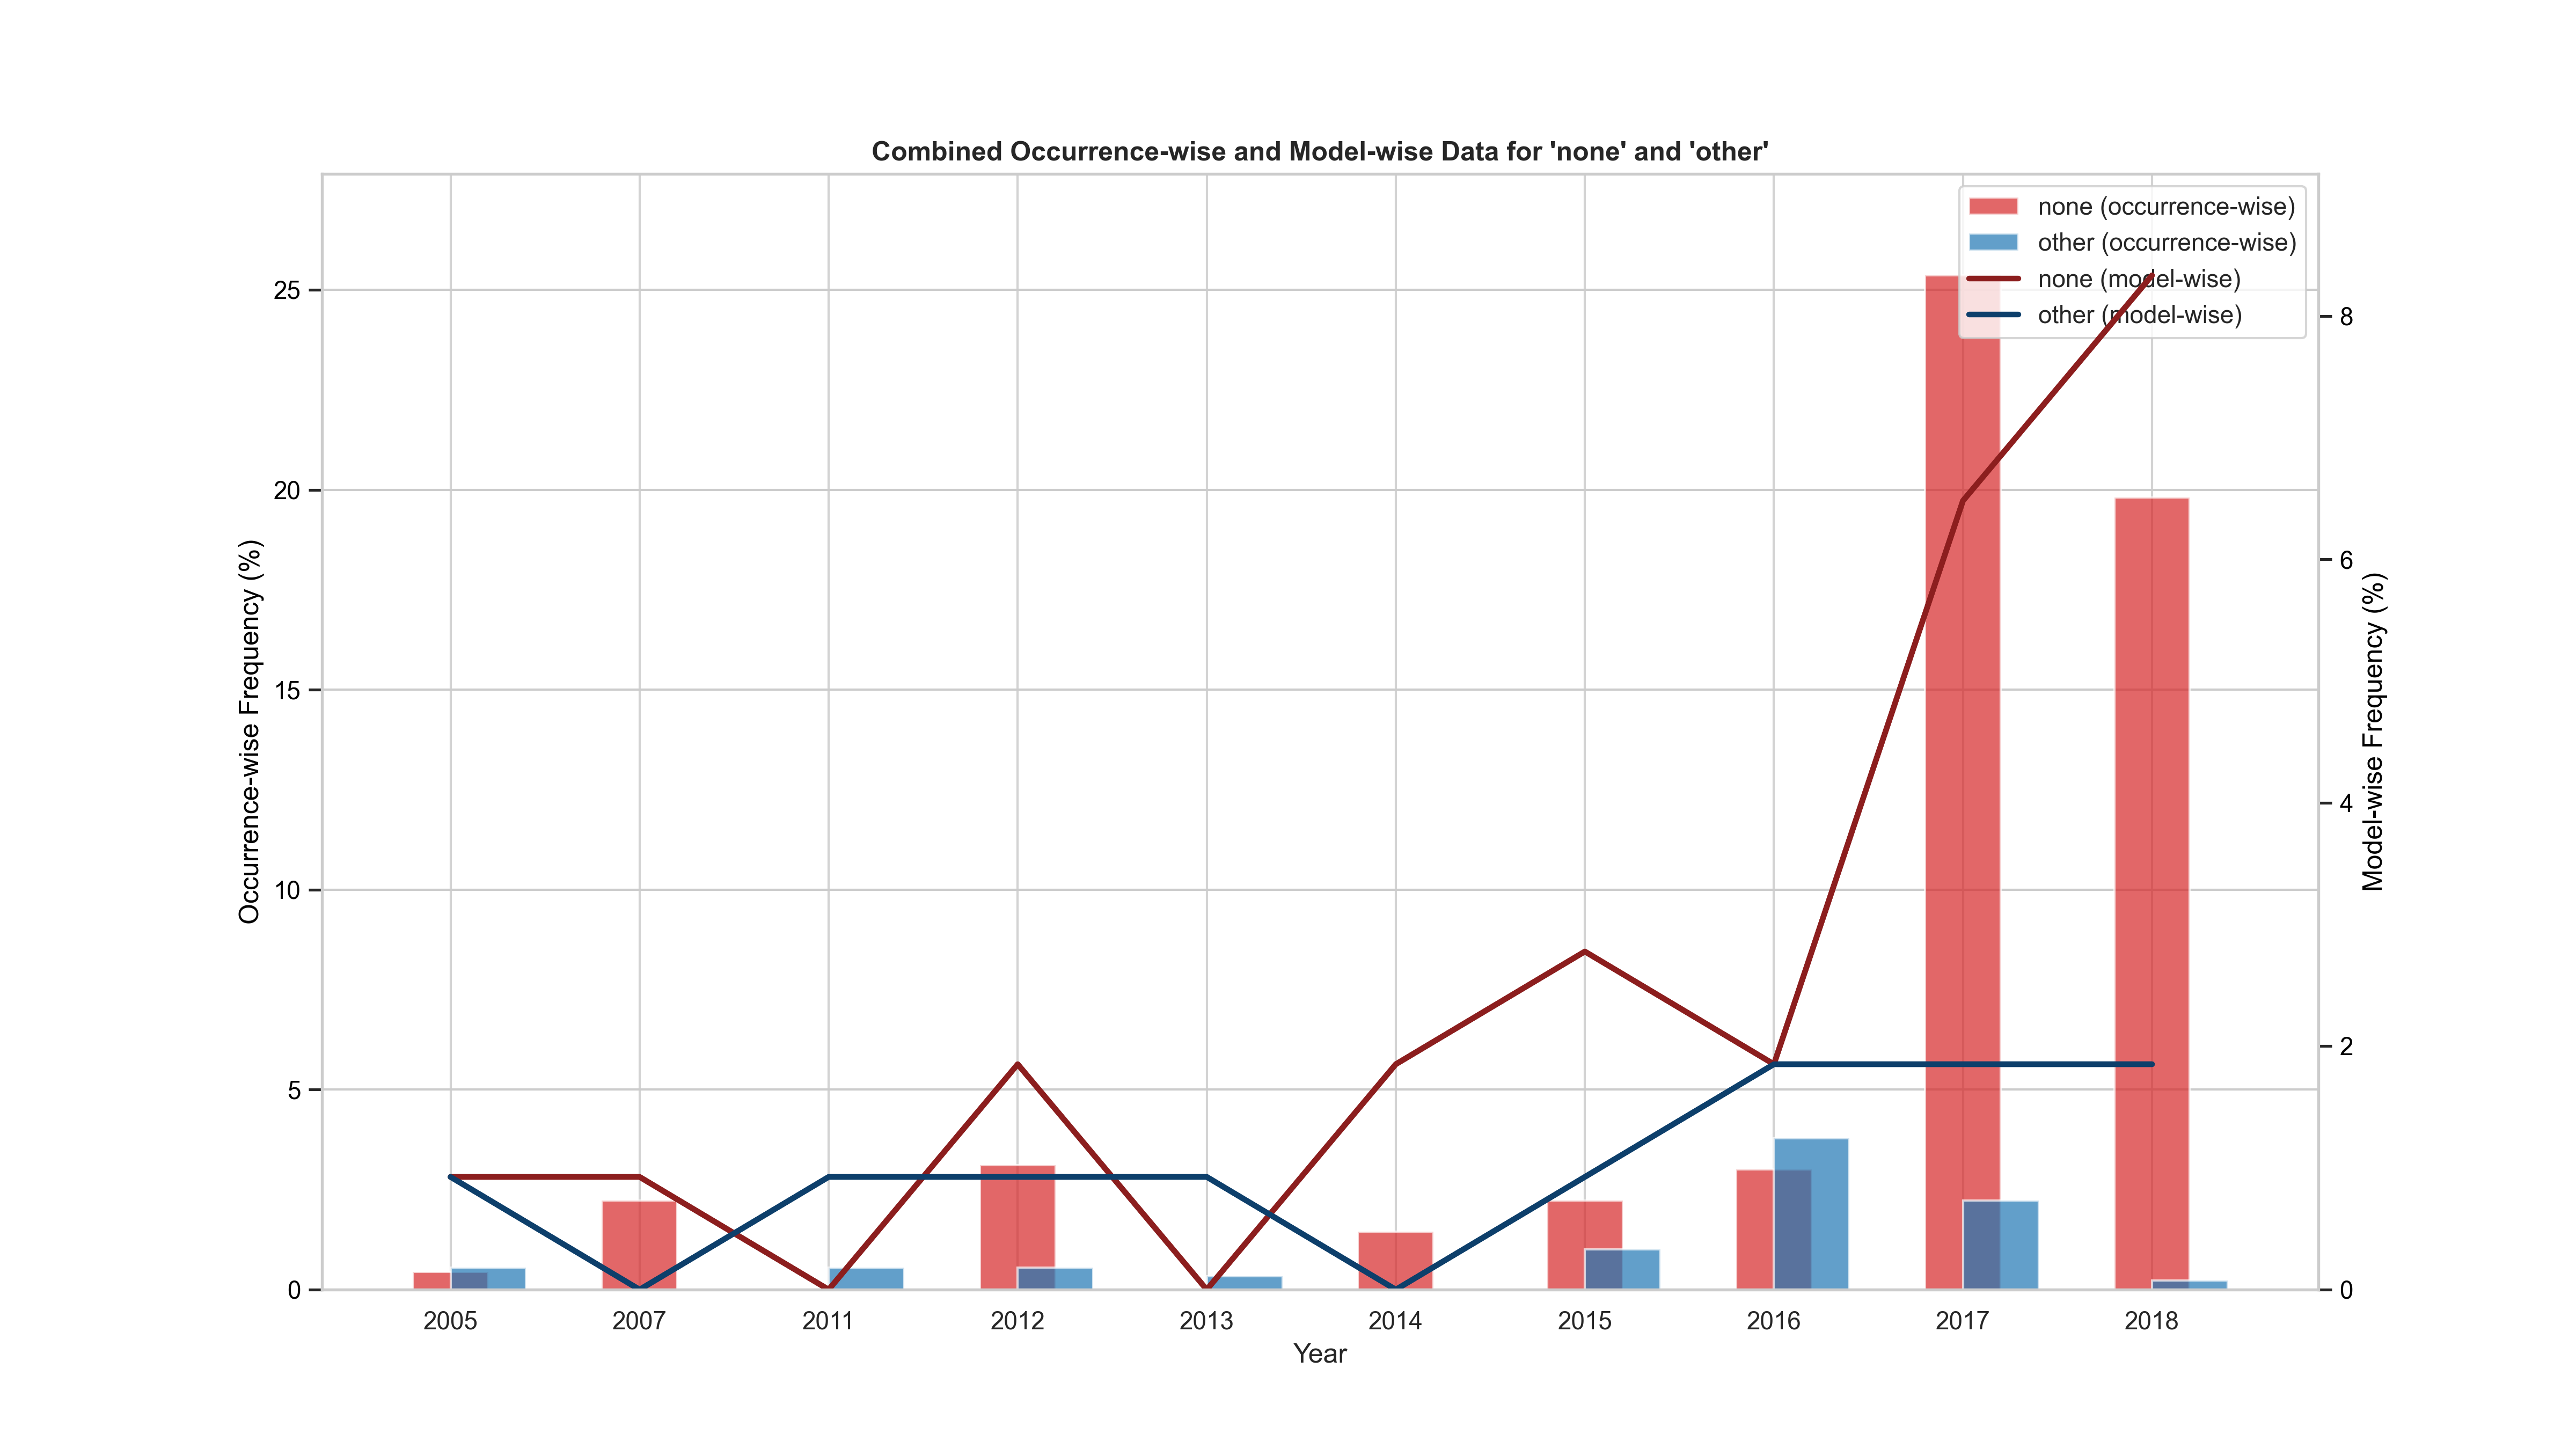 Combined Occurrence-wise and Model-wise Data for 'none' and 'other'
none (occurrence-wise)
other (occurrence-wise)
none (model-wise)
other (model-wise)
Occurrence-wise Frequency (%)
25
20
15
10
5
0
Model-wise Frequency (%)
8
6
4
2
0
2005 2007 2011 2012 2013 2014 2015 2016 2017 2018
Year